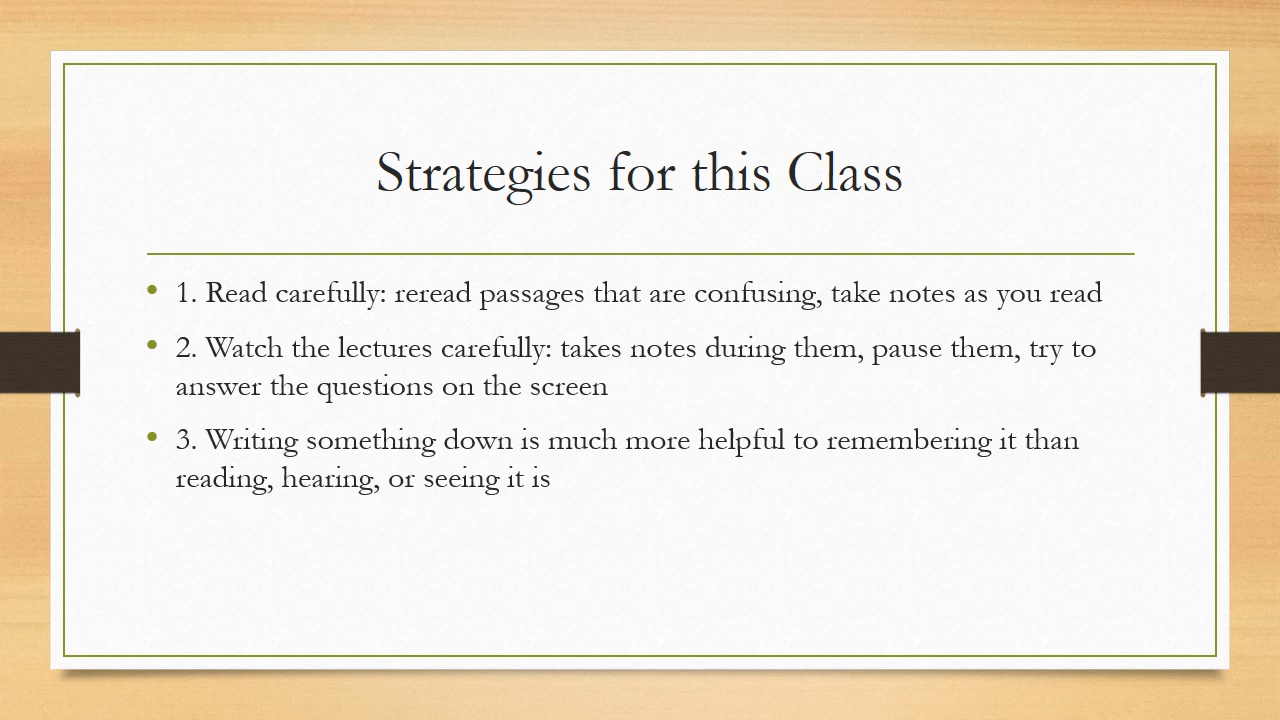 Strategies for this Class
• 1. Read carefully: reread passages that are confusing, take notes as you read
• 2. Watch the lectures carefully: takes notes during them, pause them, try to
answer the questions on the screen
• 3. Writing something down is much more helpful to remembering it than
reading, hearing, or seeing it is